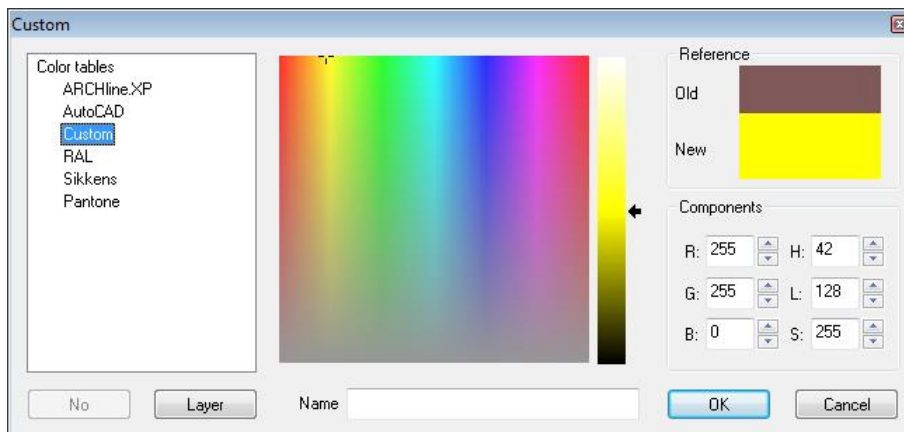 Custom
Color tables
ARCHline.XP
AutoCAD
Custom
RAL
Sikkens
Pantone
Reference
Old
New
Components
R: 255 H: 42
G: 255 L: 128
B: 0 S: 255
No Layer Name OK Cancel